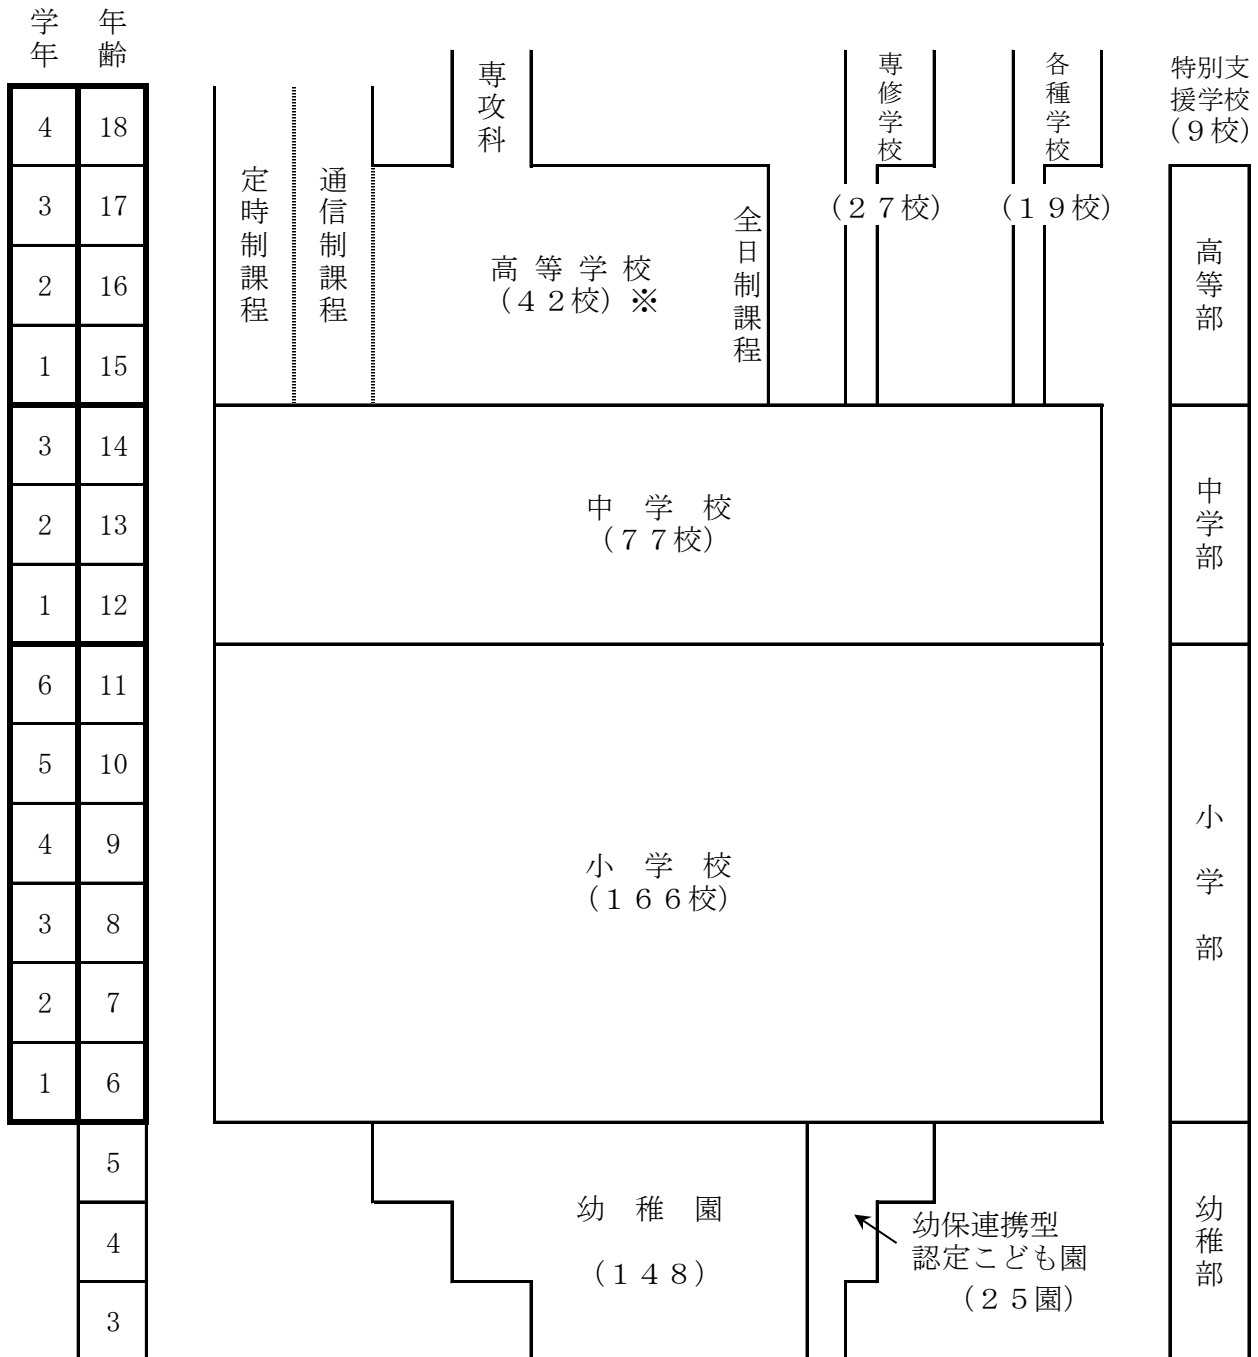 学年
年齢
4 18
3 17
2 16
1 15
3 14
2 13
1 12
6 11
5 10
4 9
3 8
2 7
1 6
5
4
3
定時制課程
通信制課程
専攻科
高等学校
(42校)※
全日制課程
専修学校
(27校)
各種学校
(19校)
中学校
(77校)
小学校
(166校)
幼稚園
(148)
幼保連携型
認定こども園
(25園)
特別支
援学校
(9校)
高等部
中学部
小学部
幼稚部